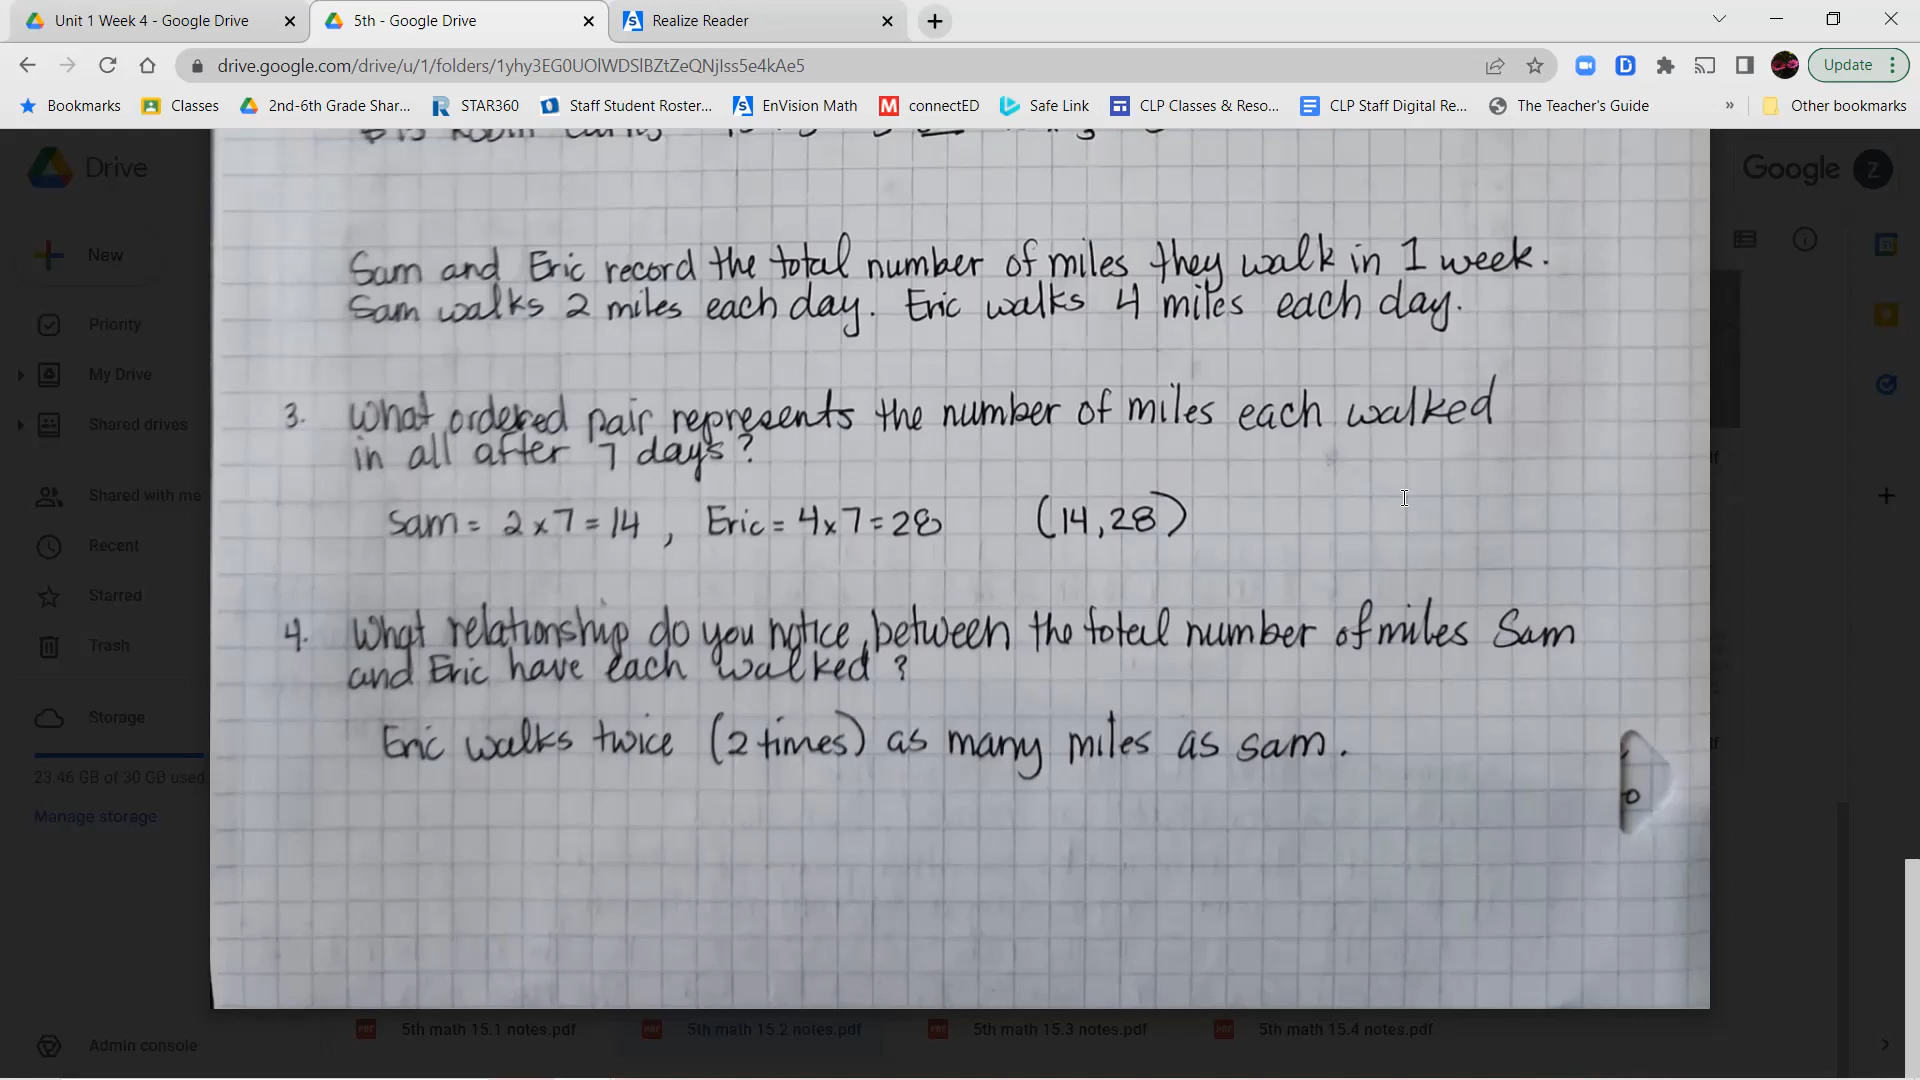 Unit 1 Week 4 - Google Drive
5th - Google Drive
Realize Reader
drive.google.com/drive/u/1/folders/1yhy3EG0UOlWDSlBZtZeQNjIss5e4kAe5
Update
Bookmarks
Classes
2nd-6th Grade Shar...
STAR360
Staff Student Roster...
EnVision Math
connectED
Safe Link
CLP Classes & Reso...
CLP Staff Digital Re...
The Teacher's Guide
»
Other bookmarks
Drive
Google
Z
New
Priority
My Drive
Shared drives
Shared with me
Recent
Starred
Trash
Storage
23.46 GB of 30 GB used
Manage storage
Admin console
Sam and Eric record the total number of miles they walk in 1 week.
Sam walks 2 miles each day. Eric walks 4 miles each day.
3. What ordered pair represents the number of miles each walked
in all after 7 days?
Sam = 2 x 7 = 14 , Eric = 4 x 7 = 28 (14,28)
4. What relationship do you notice between the total number of miles Sam
and Eric have each walked?
Eric walks twice (2 times) as many miles as Sam.
5th math 15.1 notes.pdf
5th math 15.2 notes.pdf
5th math 15.3 notes.pdf
5th math 15.4 notes.pdf